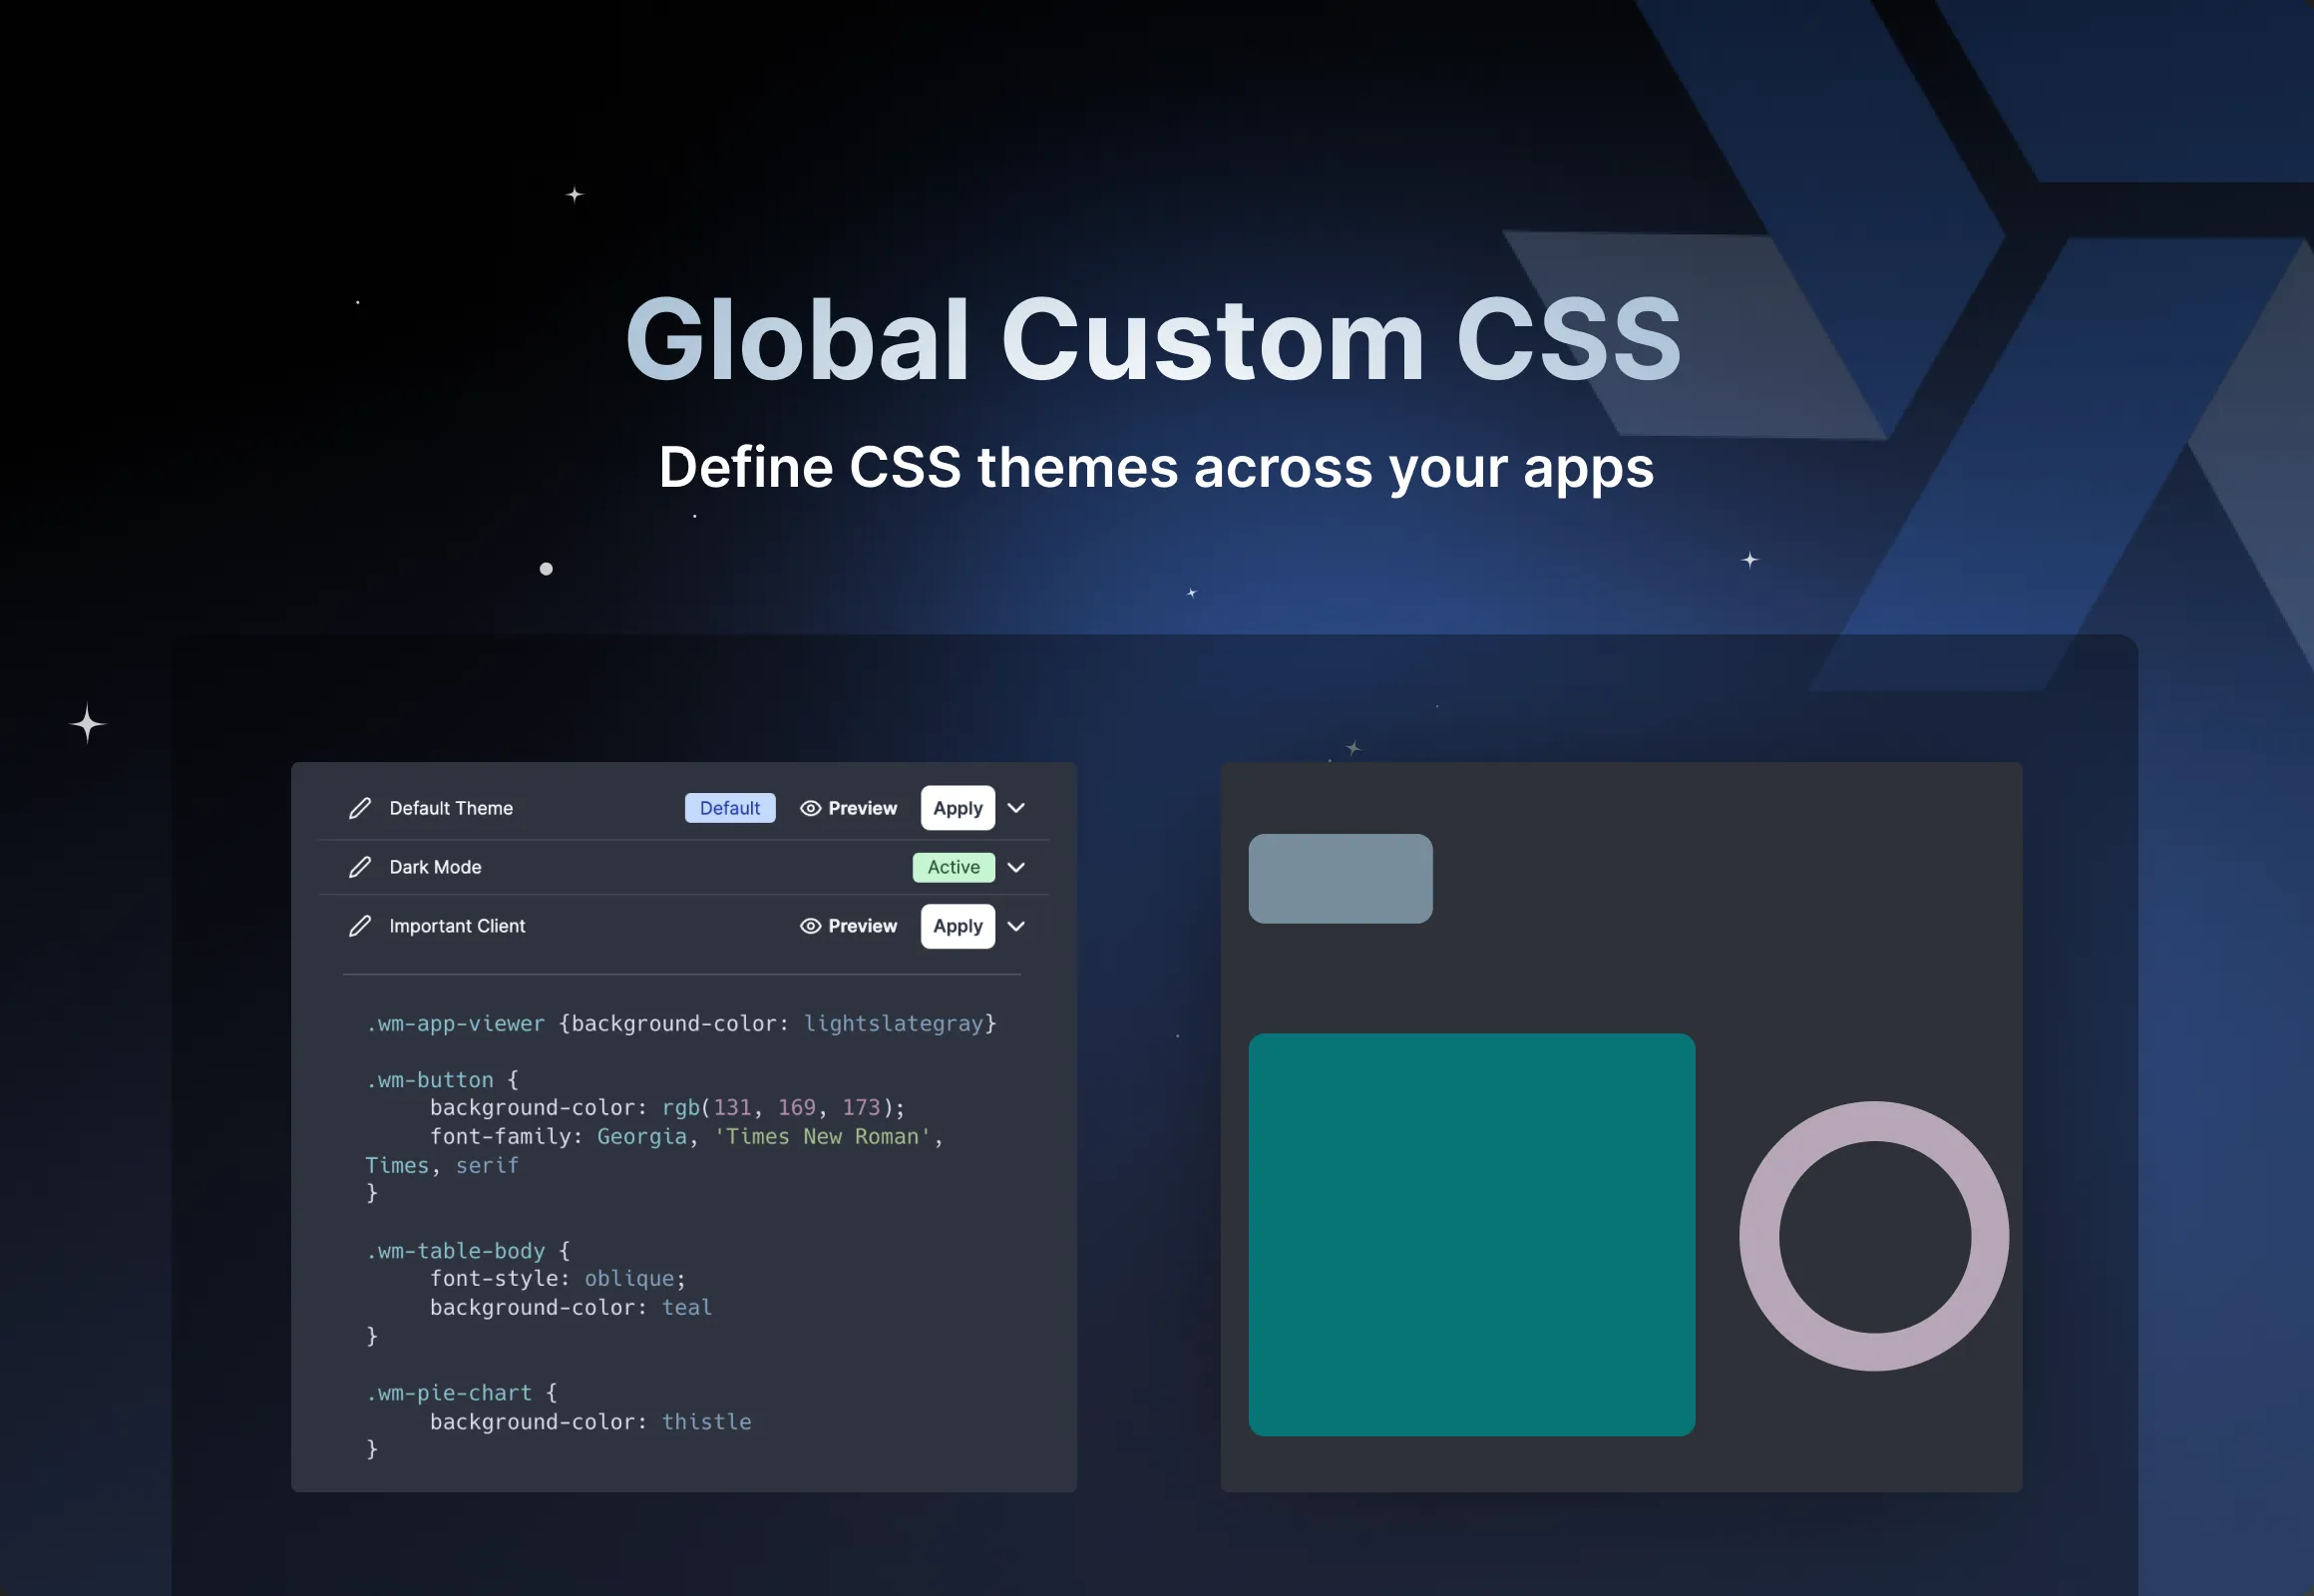 Global Custom CSS
Define CSS themes across your apps
Default Theme Default Preview Apply
Dark Mode Active
Important Client Preview Apply
.wm-app-viewer {background-color: lightslategray}
.wm-button {
background-color: rgb(131, 169, 173);
font-family: Georgia, 'Times New Roman',
Times, serif
}
.wm-table-body {
font-style: oblique;
background-color: teal
}
.wm-pie-chart {
background-color: thistle
}